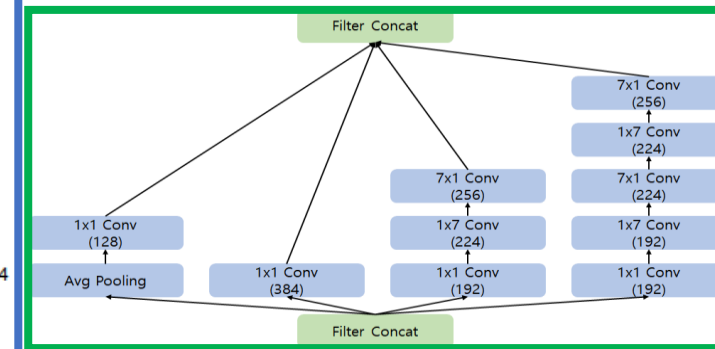 Filter Concat
7x1 Conv
(256)
1x7 Conv
(224)
7x1 Conv
(256)
7x1 Conv
(224)
1x1 Conv
(128)
1x7 Conv
(224)
1x7 Conv
(192)
4
Avg Pooling
1x1 Conv
(384)
1x1 Conv
(192)
1x1 Conv
(192)
Filter Concat